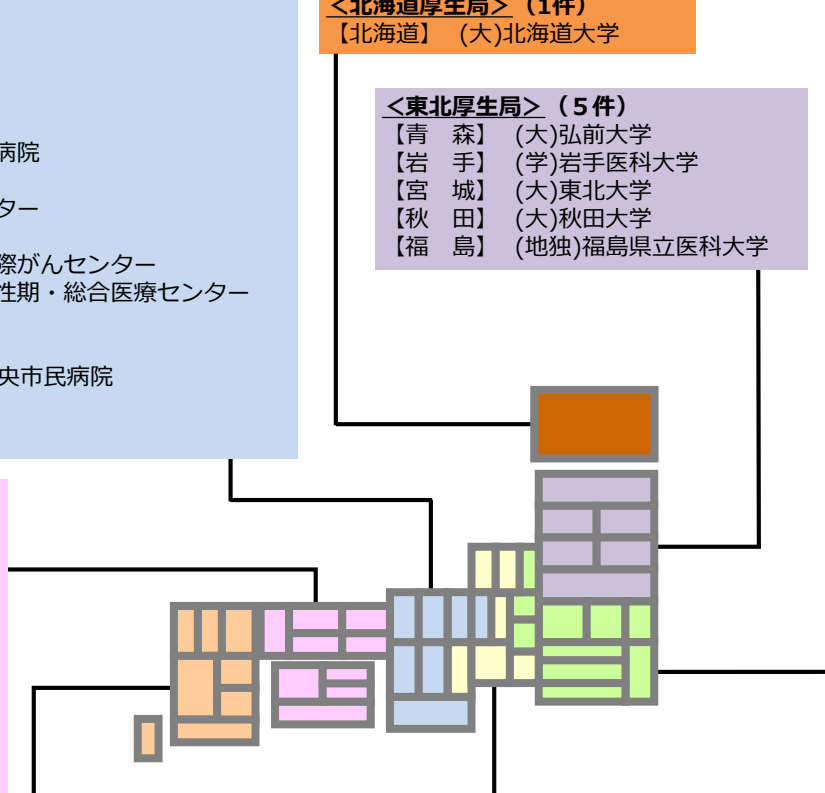 病院
ター
際がんセンター
性期・総合医療センター
央市民病院
<北海道厚生局>（1件）
【北海道】 (大)北海道大学
<東北厚生局>（５件）
【青　森】 (大)弘前大学
【岩　手】 (学)岩手医科大学
【宮　城】 (大)東北大学
【秋　田】 (大)秋田大学
【福　島】 (地独)福島県立医科大学